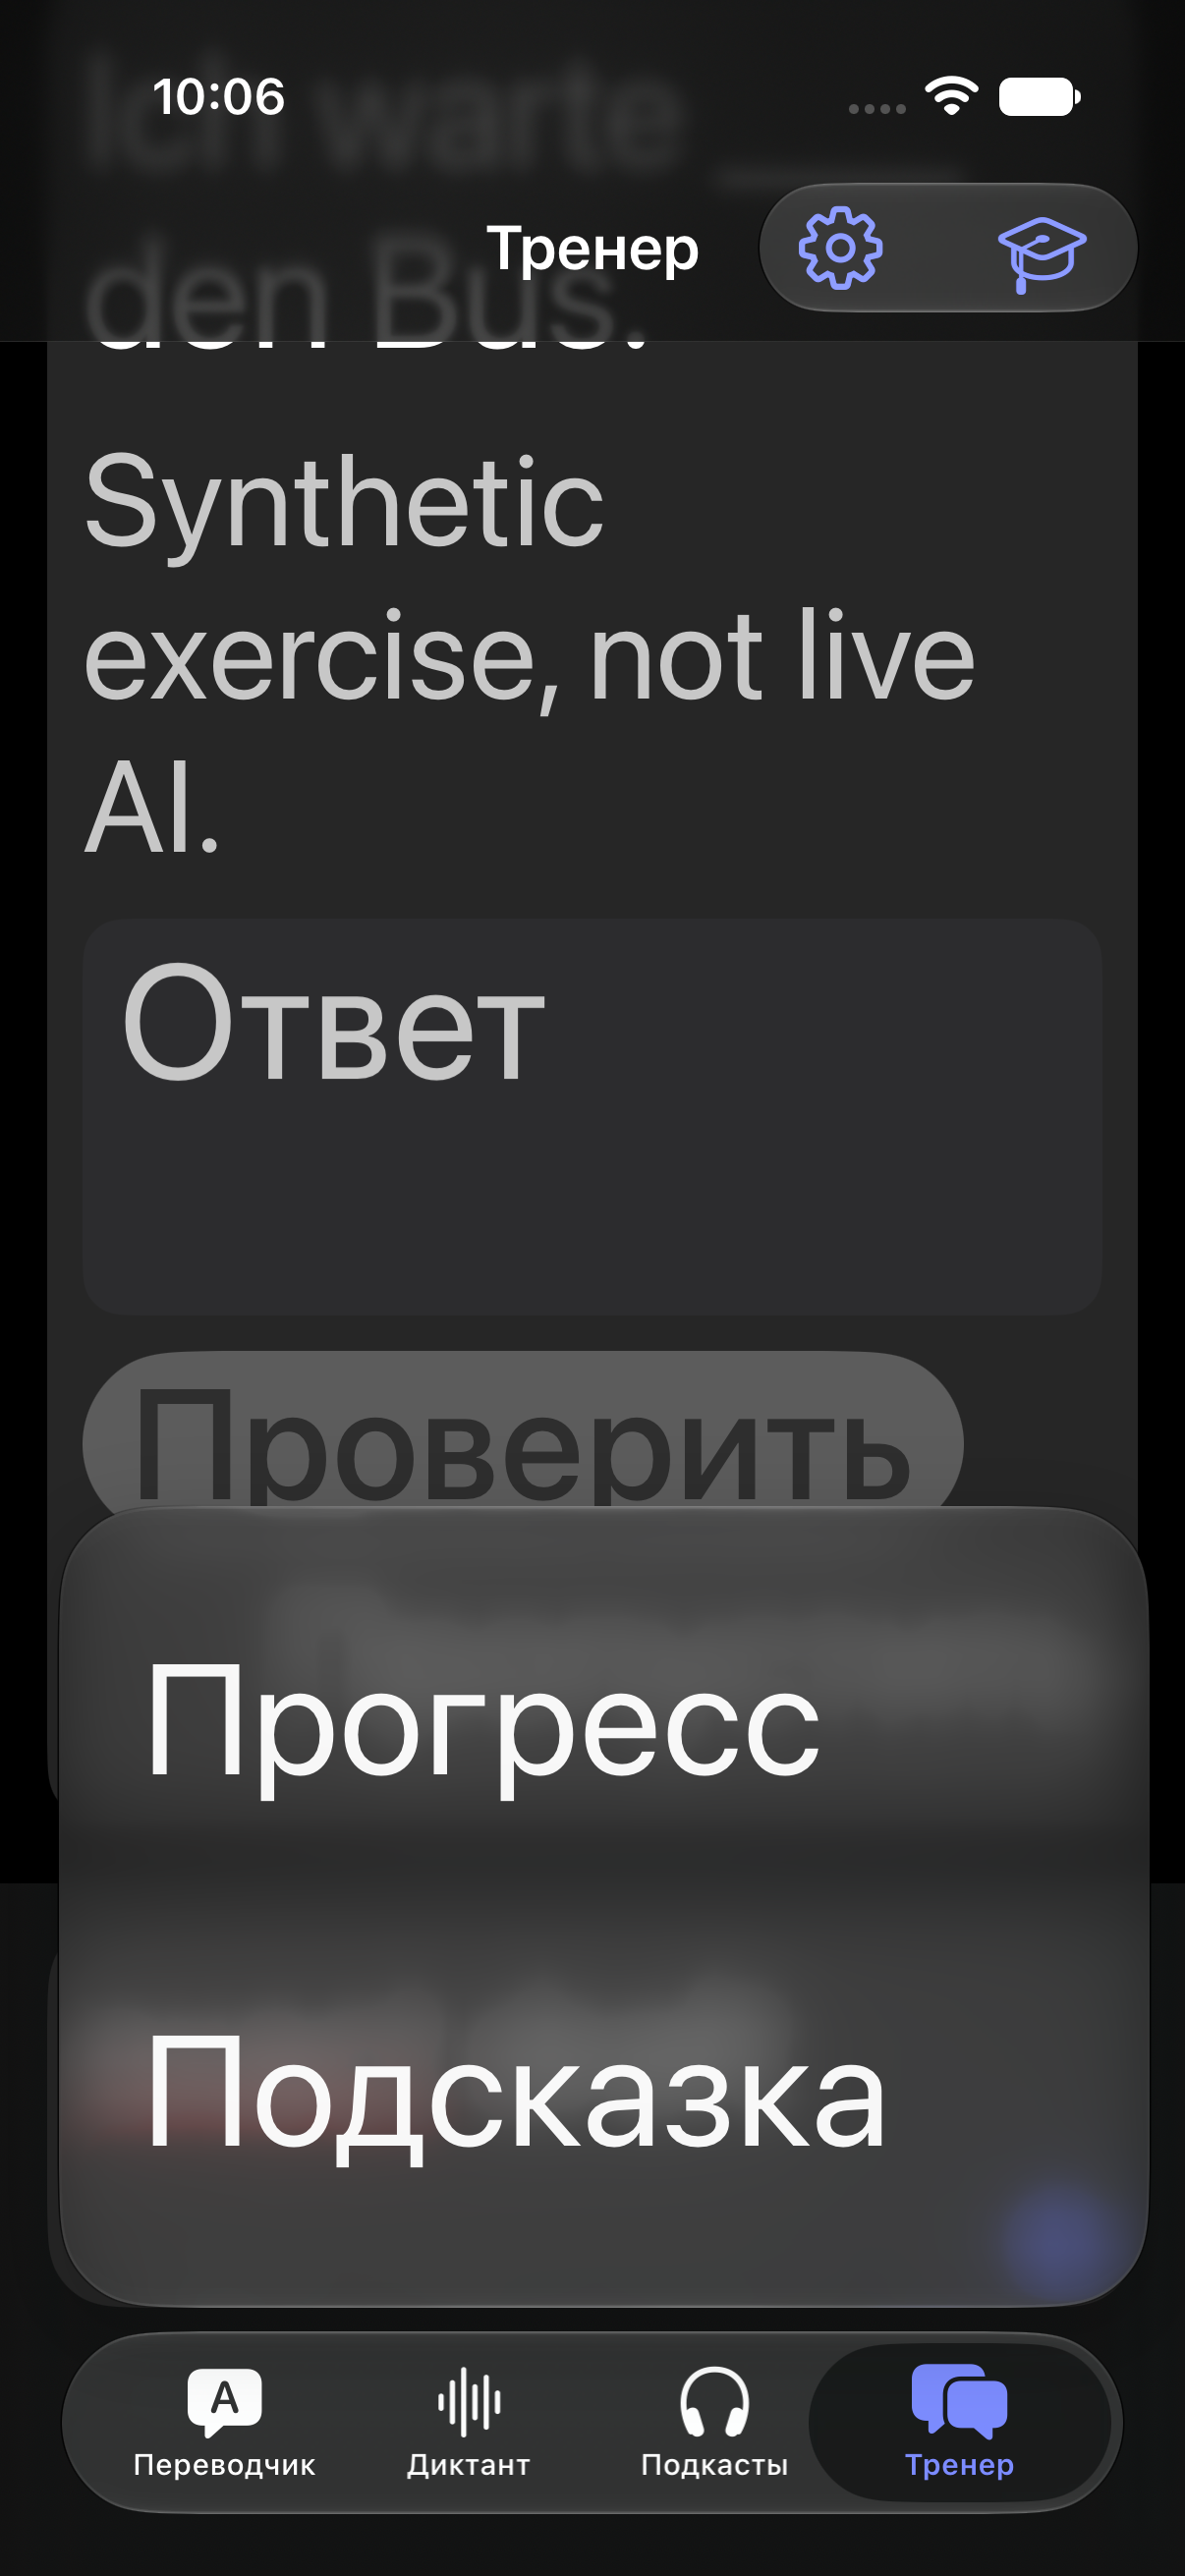 10:06
Ich warte ____
den Bus.
Тренер
Synthetic
exercise, not live
AI.
Ответ
Проверить
Прогресс
Подсказка
Переводчик
Диктант
Подкасты
Тренер